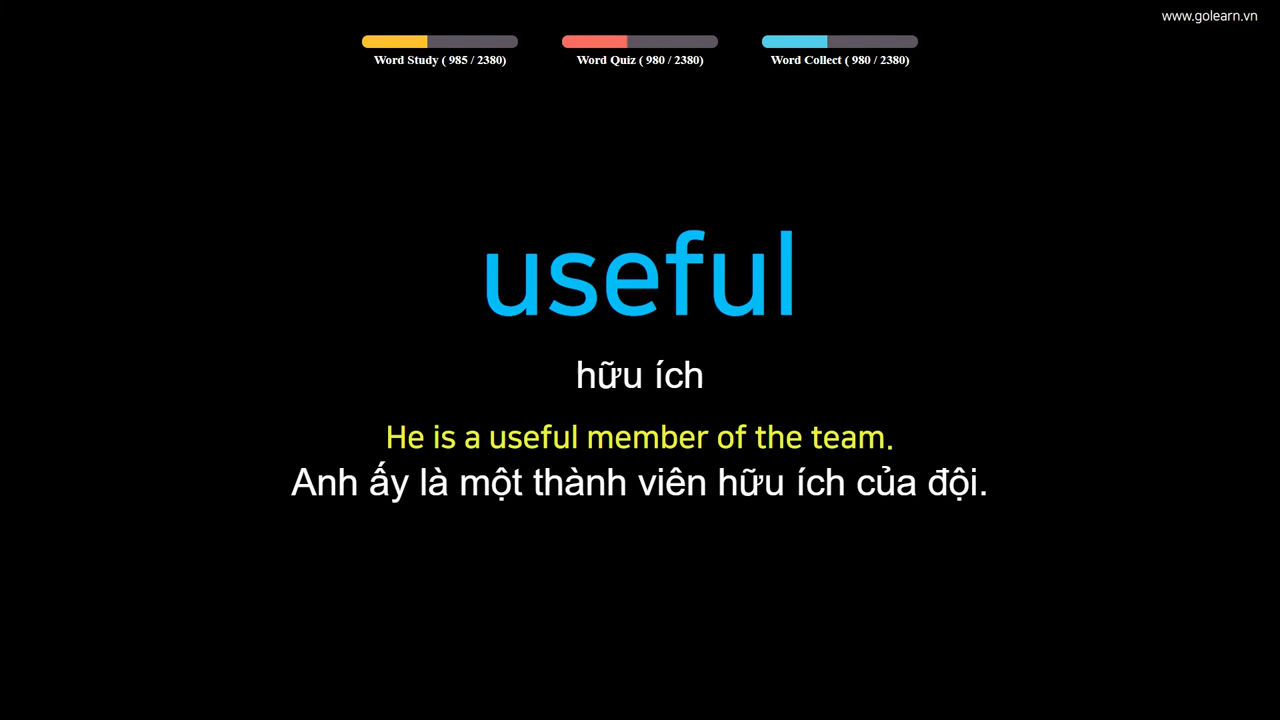 www.golearn.vn
Word Study ( 985 / 2380)
Word Quiz ( 980 / 2380)
Word Collect ( 980 / 2380)
useful
hữu ích
He is a useful member of the team.
Anh ấy là một thành viên hữu ích của đội.